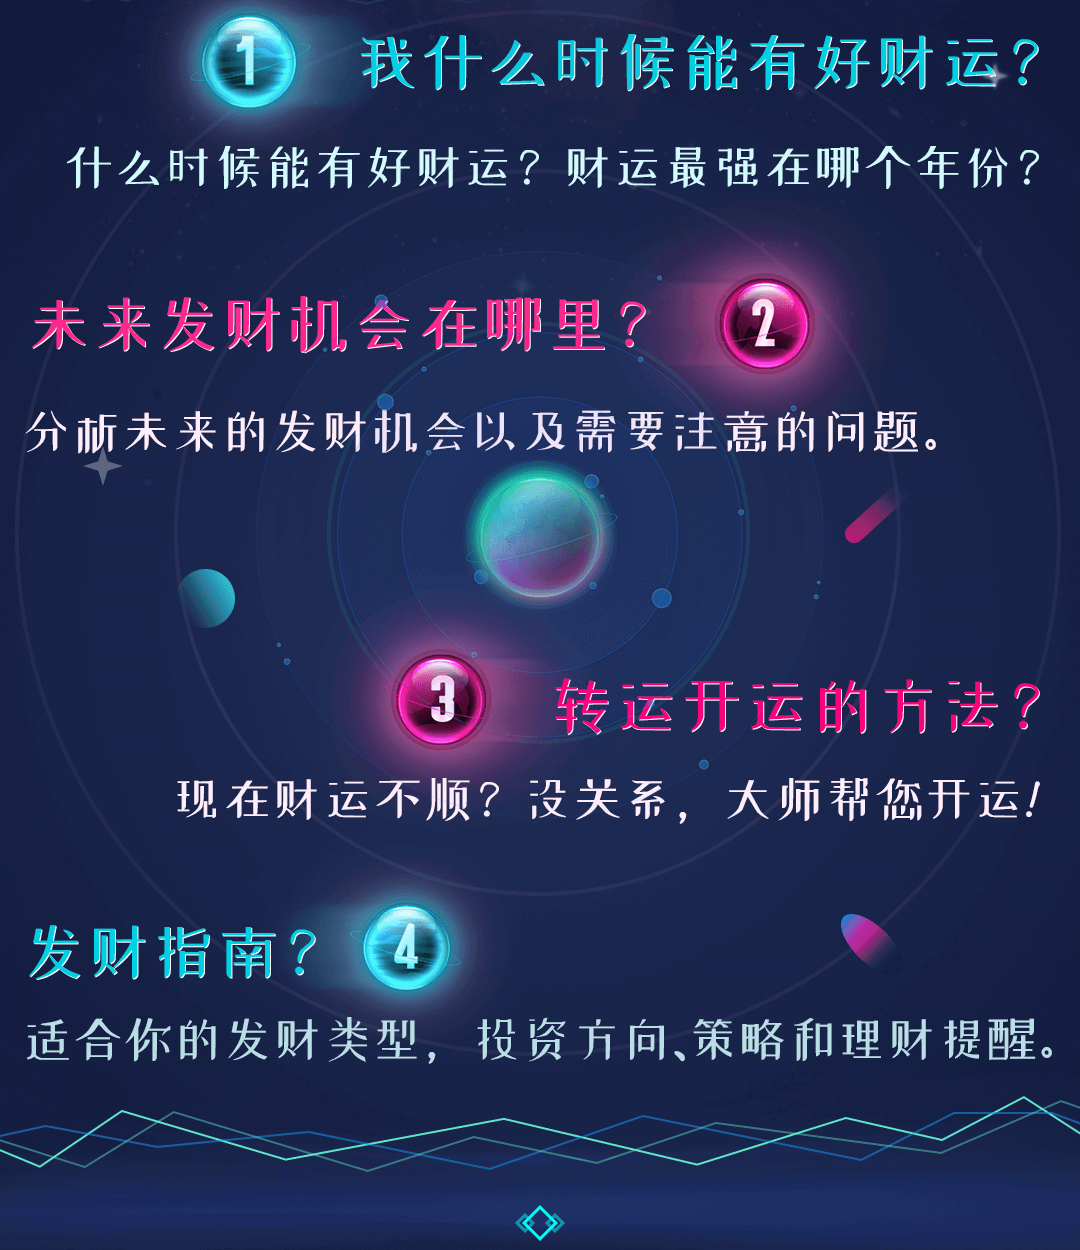 1
我什么时候能有好财运？
什么时候能有好财运？财运最强在哪个年份？
未来发财机会在哪里？
2
分析未来的发财机会以及需要注意的问题。
3
转运开运的方法？
现在财运不顺？没关系，大师帮您开运！
发财指南？
4
适合你的发财类型，投资方向、策略和理财提醒。